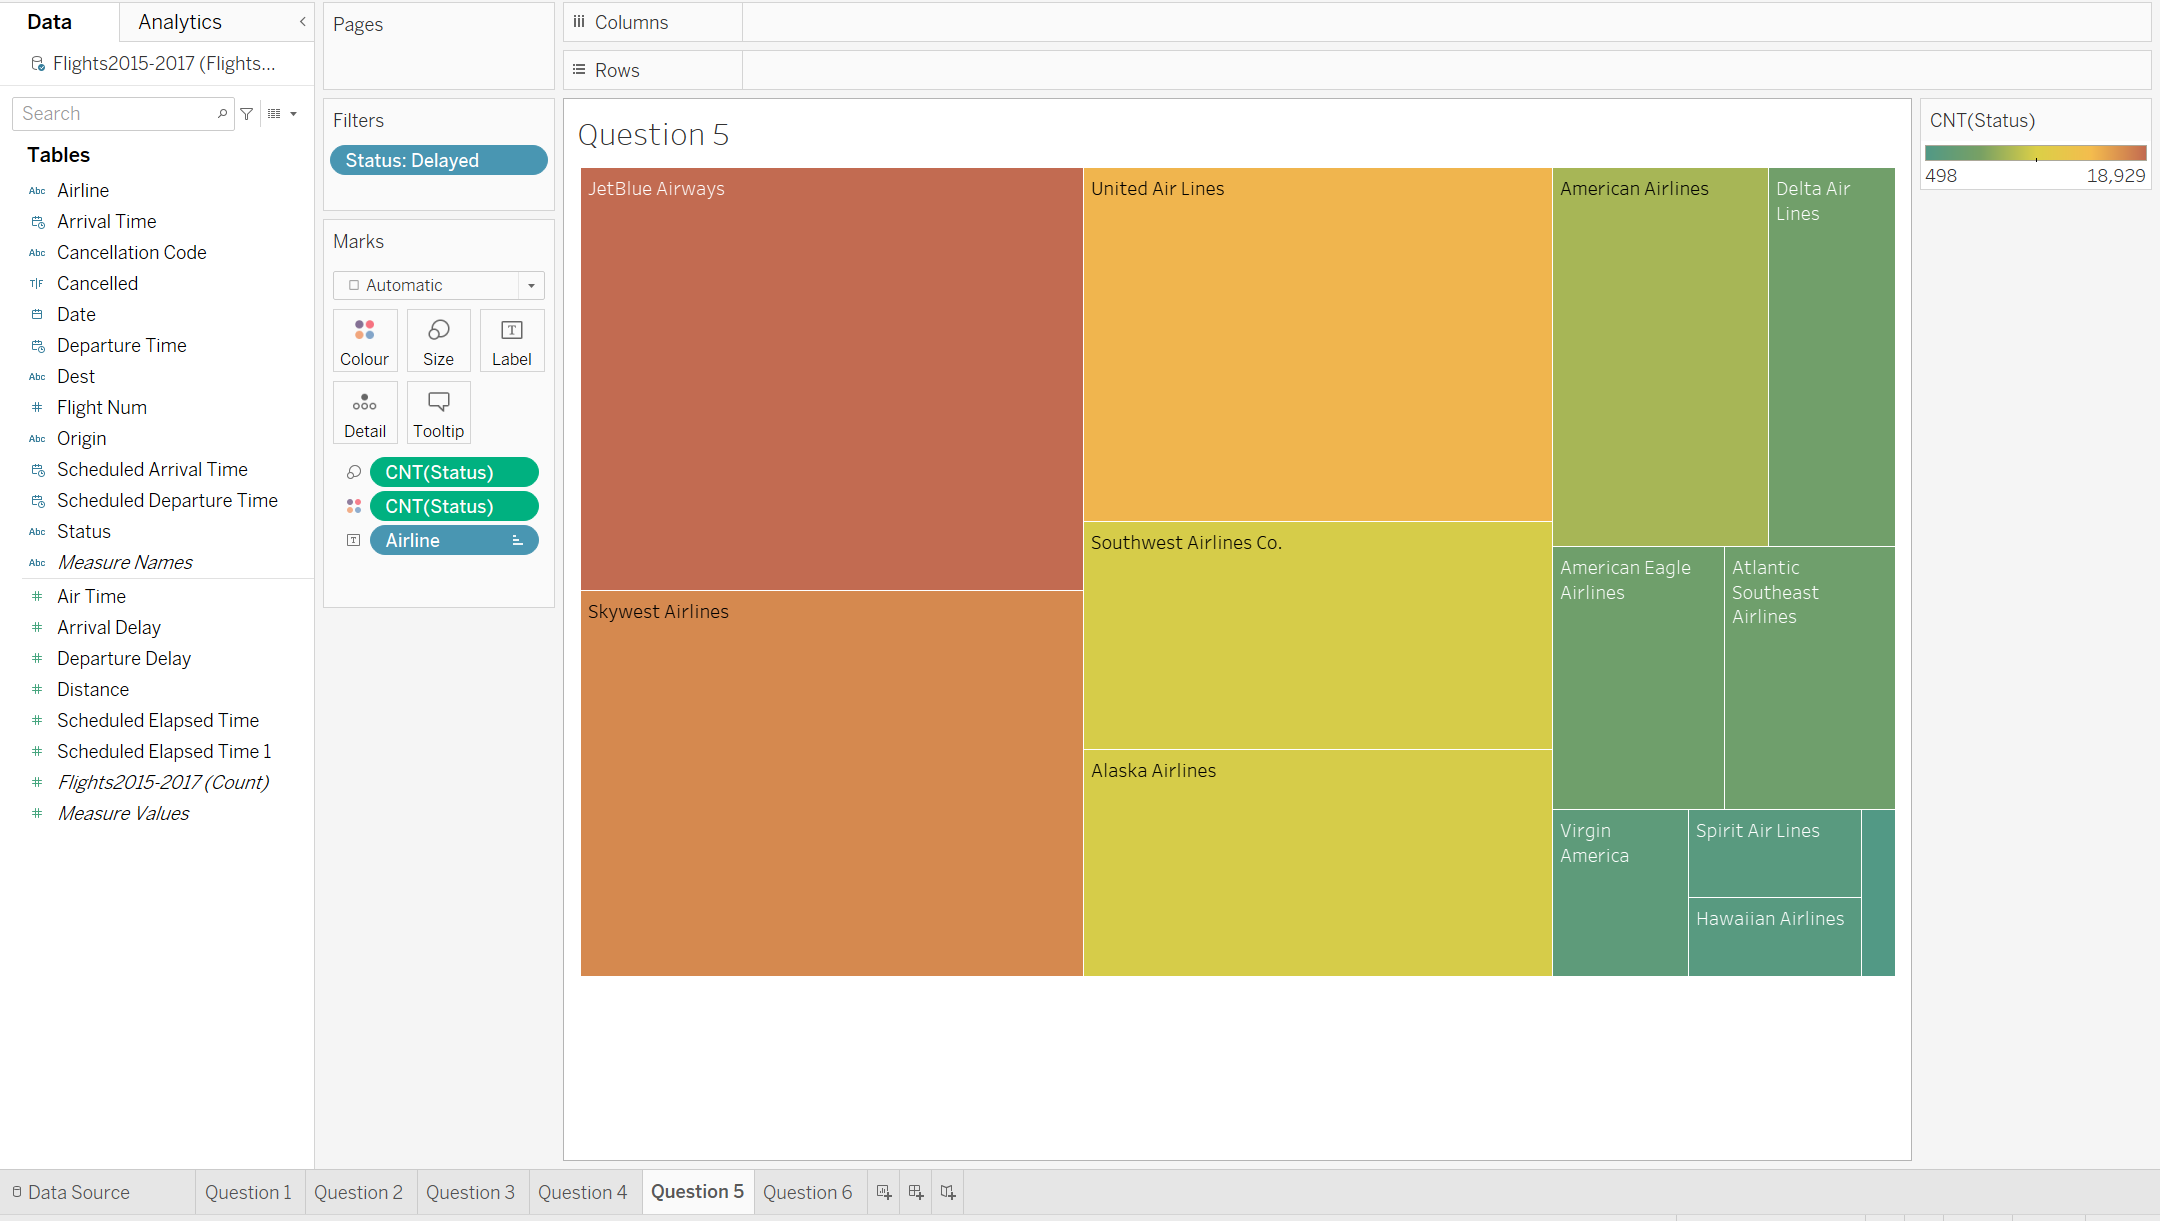 Data
Analytics
Flights2015-2017 (Flights...
Search
Tables
Abc Airline
Arrival Time
Abc Cancellation Code
T|F Cancelled
Date
Departure Time
Abc Dest
# Flight Num
Abc Origin
Scheduled Arrival Time
Scheduled Departure Time
Abc Status
Abc Measure Names
# Air Time
# Arrival Delay
# Departure Delay
# Distance
# Scheduled Elapsed Time
# Scheduled Elapsed Time 1
# Flights2015-2017 (Count)
# Measure Values
Pages
Filters
Status: Delayed
Marks
Automatic
Colour
Size
T
Label
Detail
Tooltip
CNT(Status)
CNT(Status)
T Airline
Columns
Rows
Question 5
JetBlue Airways
Skywest Airlines
United Air Lines
Southwest Airlines Co.
Alaska Airlines
American Airlines
Delta Air
Lines
American Eagle
Airlines
Atlantic
Southeast
Airlines
Virgin
America
Spirit Air Lines
Hawaiian Airlines
CNT(Status)
498
18,929
Data Source
Question 1
Question 2
Question 3
Question 4
Question 5
Question 6